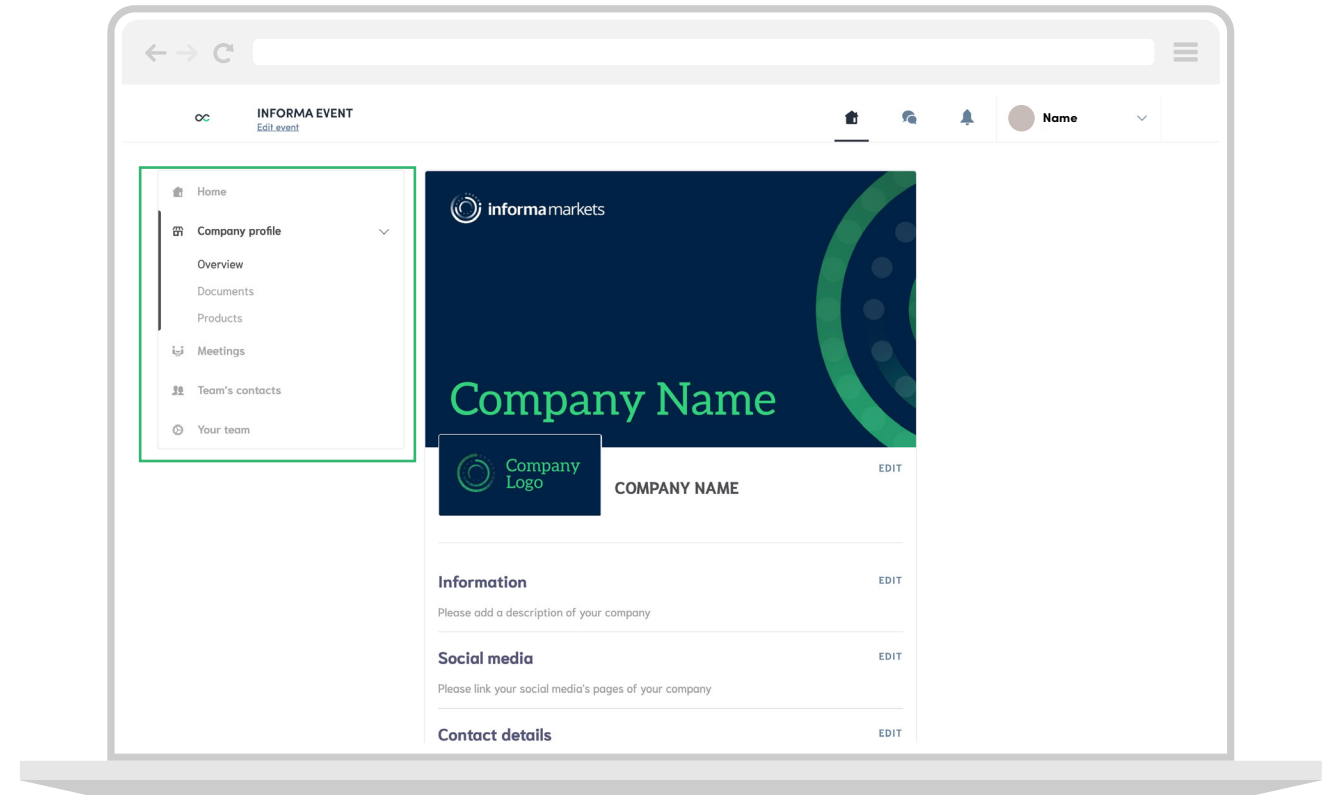 INFORMA EVENT
Edit event
Name
Home
Company profile
Overview
Documents
Products
Meetings
Team's contacts
Your team
informa markets
Company Name
Company
Logo
COMPANY NAME
EDIT
Information
EDIT
Please add a description of your company
Social media
EDIT
Please link your social media's pages of your company
Contact details
EDIT